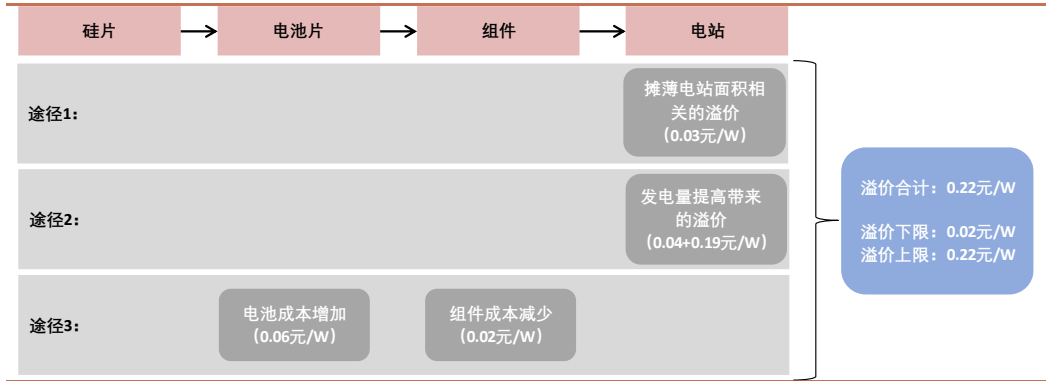 硅片
电池片
组件
电站
途径1：
摊薄电站面积相
关的溢价
（0.03元/W）
途径2：
发电量提高带来
的溢价
（0.04+0.19元/W）
途径3：
电池成本增加
（0.06元/W）
组件成本减少
（0.02元/W）
溢价合计：0.22元/W
溢价下限：0.02元/W
溢价上限：0.22元/W